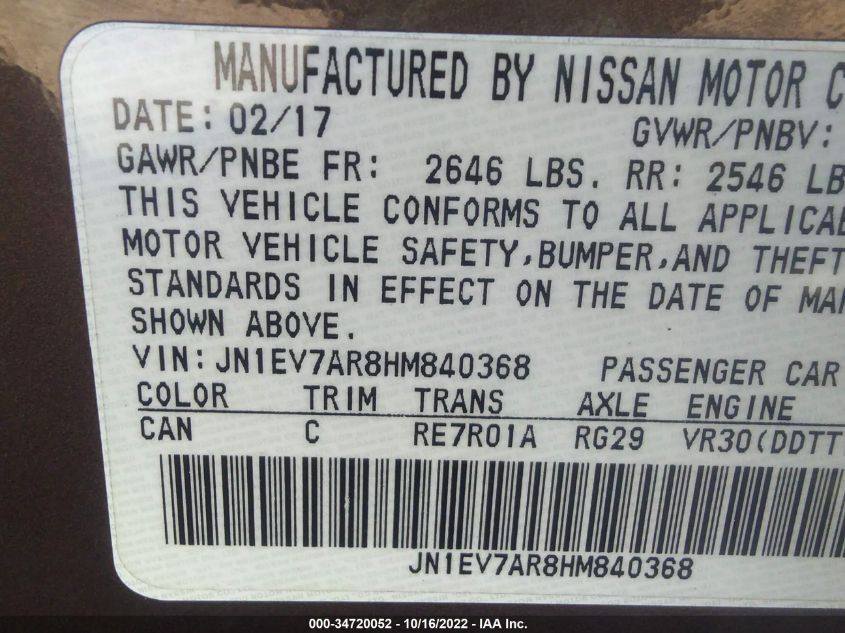 MANUFACTURED BY NISSAN MOTOR C
DATE: 02/17 GVWR/PNBV:
GAWR/PNBE FR: 2646 LBS. RR: 2546 LB
THIS VEHICLE CONFORMS TO ALL APPLICAB
MOTOR VEHICLE SAFETY,BUMPER,AND THEFT
STANDARDS IN EFFECT ON THE DATE OF MAN
SHOWN ABOVE.
VIN: JN1EV7AR8HM840368 PASSENGER CAR
COLOR TRIM TRANS AXLE ENGINE
CAN C RE7R01A RG29 VR30(DDTT
JN1EV7AR8HM840368
000-34720052 - 10/16/2022 - IAA Inc.